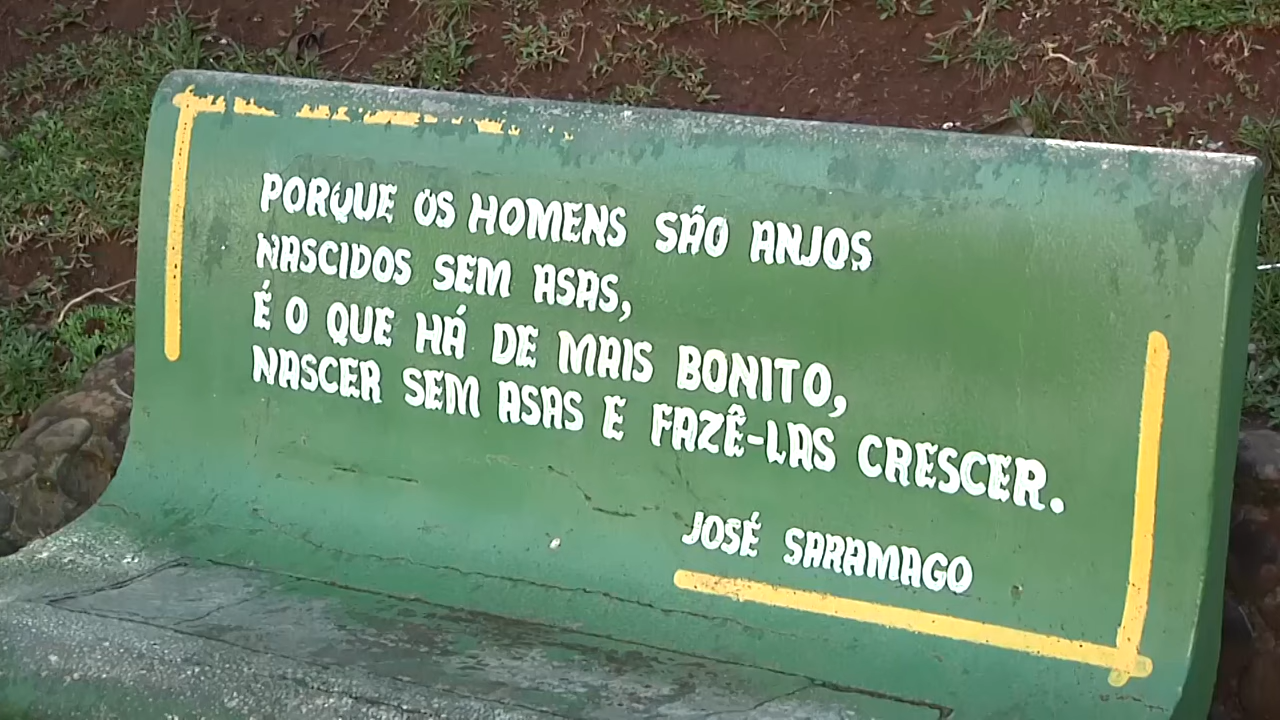 PORQUE OS HOMENS SÃO ANJOS
NASCIDOS SEM ASAS,
É O QUE HÁ DE MAIS BONITO,
NASCER SEM ASAS E FAZÊ-LAS CRESCER.
JOSÉ SARAMAGO